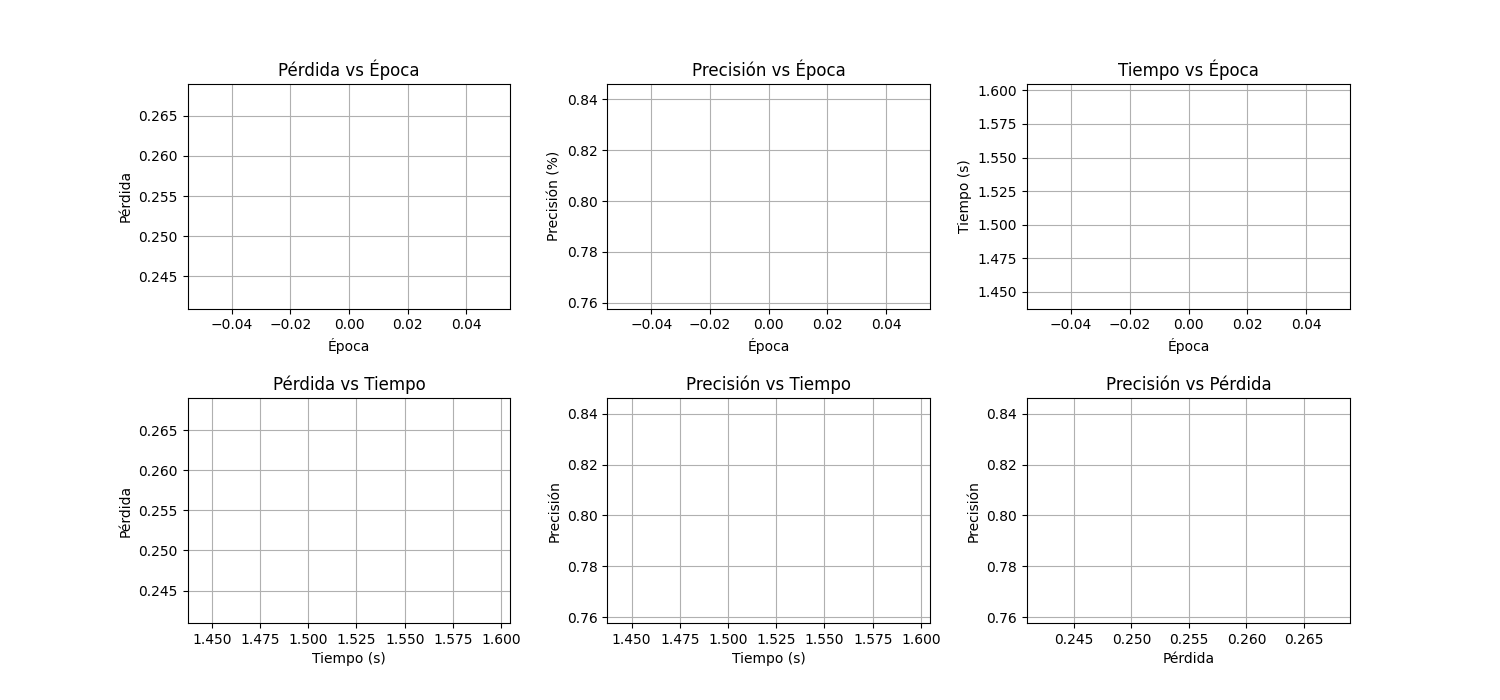 Pérdida vs Época
Pérdida
0.265
0.260
0.255
0.250
0.245
−0.04 −0.02 0.00 0.02 0.04
Época
Precisión vs Época
Precisión (%)
0.84
0.82
0.80
0.78
0.76
−0.04 −0.02 0.00 0.02 0.04
Época
Tiempo vs Época
Tiempo (s)
1.600
1.575
1.550
1.525
1.500
1.475
1.450
−0.04 −0.02 0.00 0.02 0.04
Época
Pérdida vs Tiempo
Pérdida
0.265
0.260
0.255
0.250
0.245
1.450 1.475 1.500 1.525 1.550 1.575 1.600
Tiempo (s)
Precisión vs Tiempo
Precisión
0.84
0.82
0.80
0.78
0.76
1.450 1.475 1.500 1.525 1.550 1.575 1.600
Tiempo (s)
Precisión vs Pérdida
Precisión
0.84
0.82
0.80
0.78
0.76
0.245 0.250 0.255 0.260 0.265
Pérdida